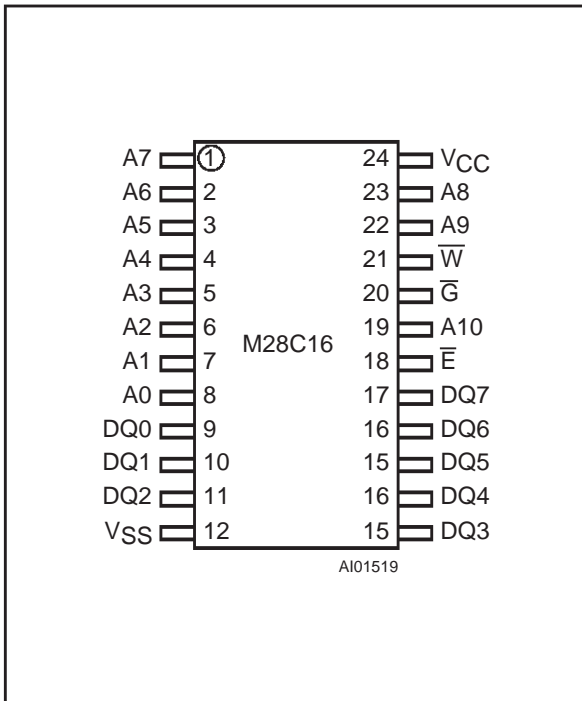 A7 1 24 VCC
A6 2 23 A8
A5 3 22 A9
A4 4 21 W̅
A3 5 20 G̅
A2 6 19 A10
M28C16
A1 7 18 E̅
A0 8 17 DQ7
DQ0 9 16 DQ6
DQ1 10 15 DQ5
DQ2 11 16 DQ4
VSS 12 15 DQ3
AI01519